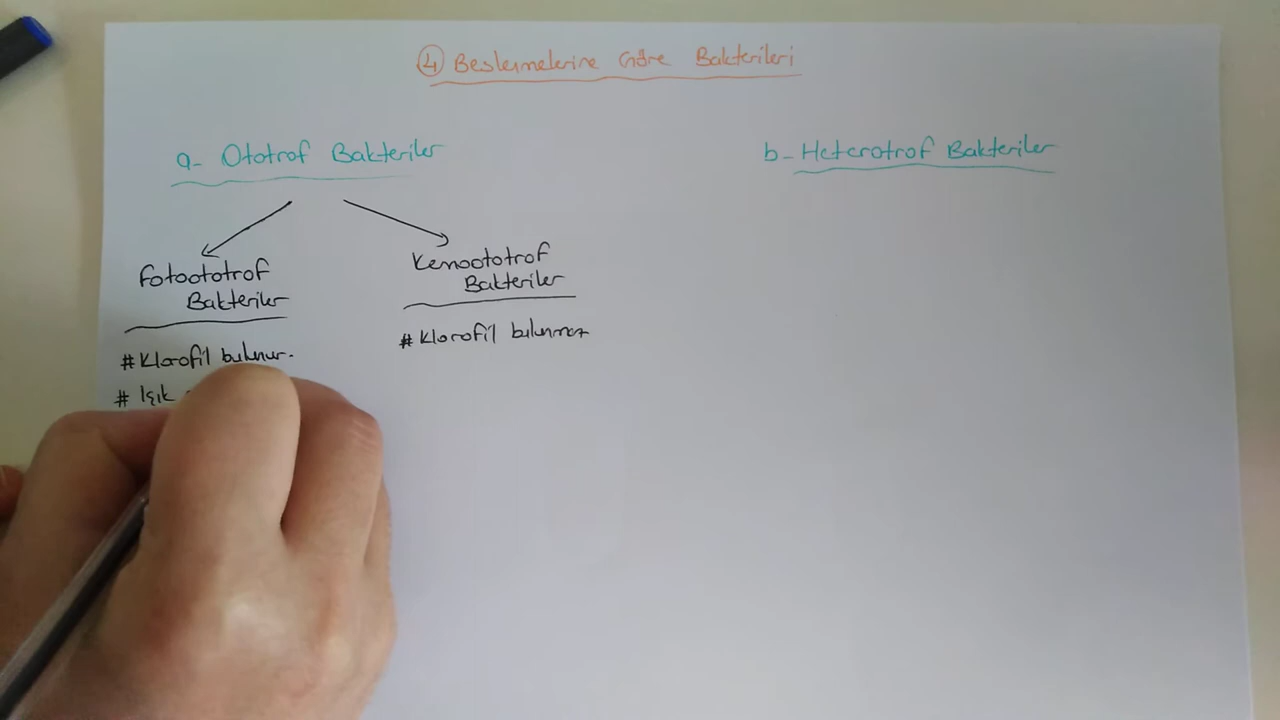 4 Beslenmelerine Göre Bakterileri
a- Ototrof Bakteriler
b- Heterotrof Bakteriler
Fotoototrof
Bakteriler
Kemoototrof
Bakteriler
#Klorofil bulunur.
#Klorofil bulunmaz
# Işık